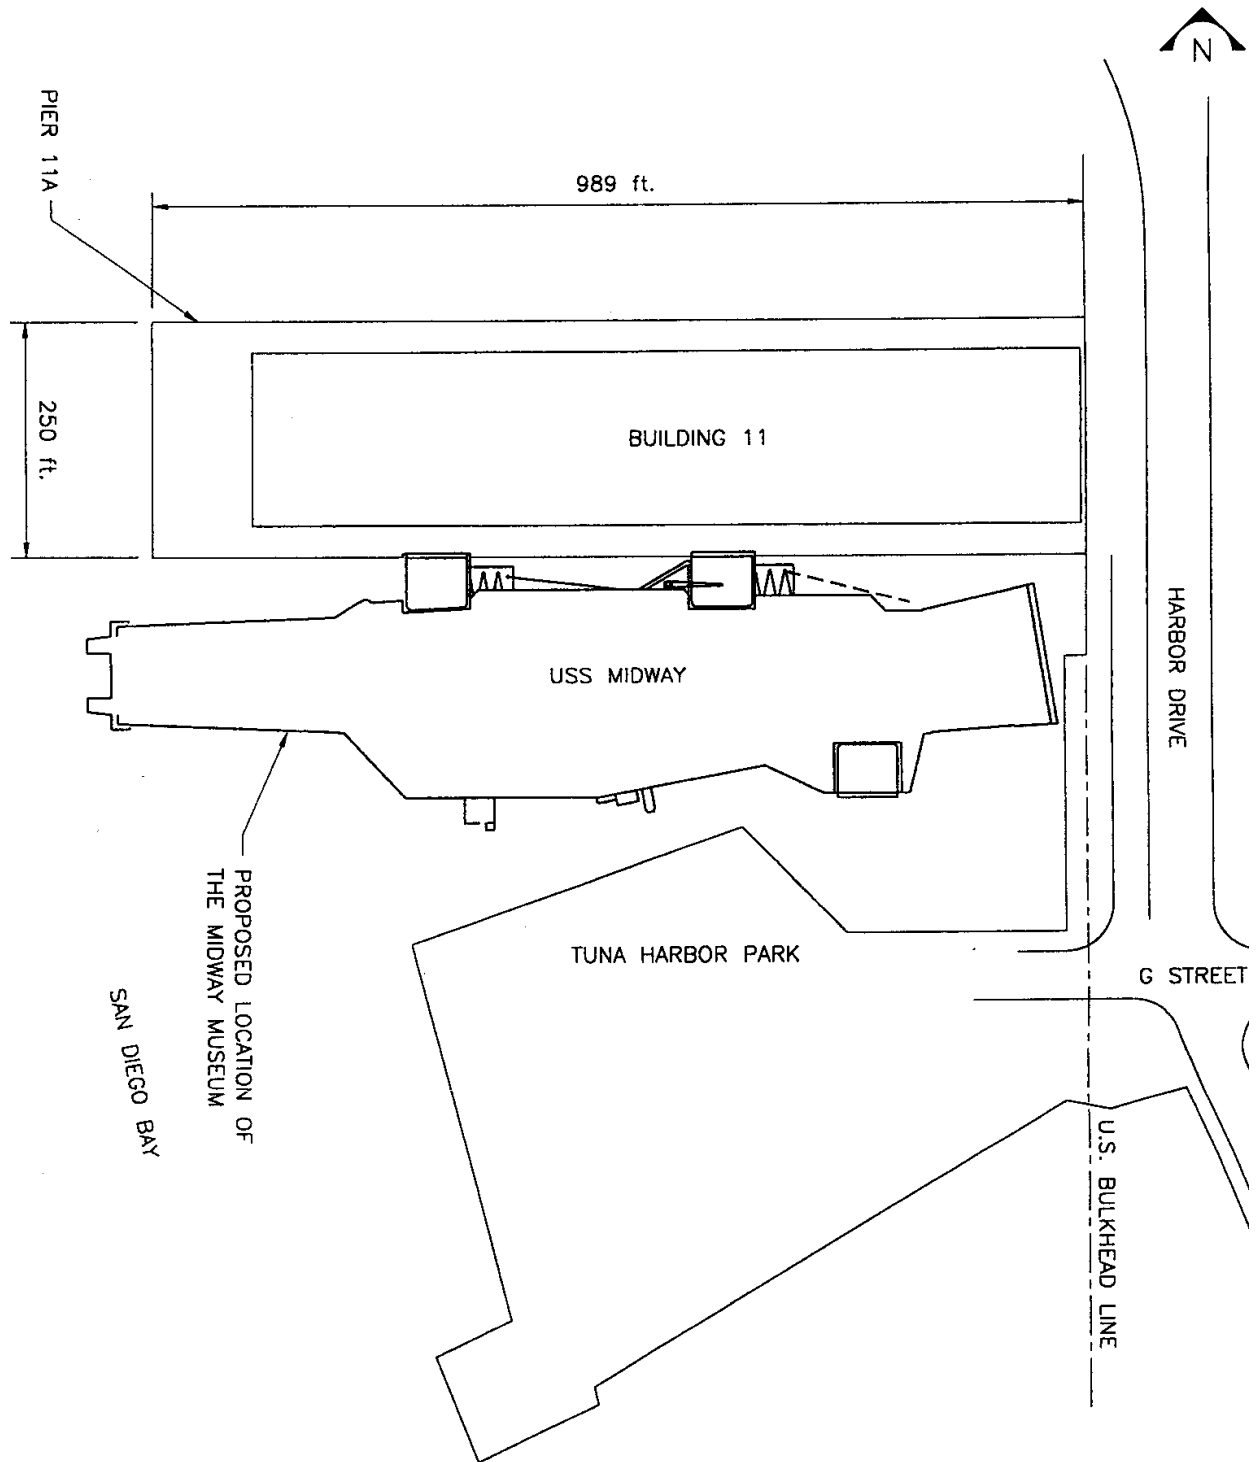 N
PIER 11A
989 ft.
250 ft.
BUILDING 11
USS MIDWAY
HARBOR DRIVE
PROPOSED LOCATION OF
THE MIDWAY MUSEUM
TUNA HARBOR PARK
G STREET
SAN DIEGO BAY
U.S. BULKHEAD LINE